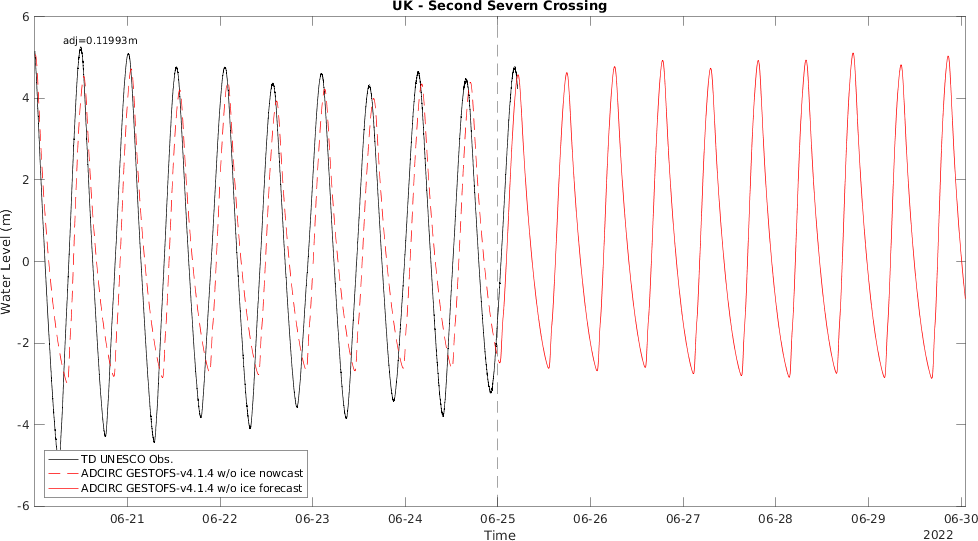 UK - Second Severn Crossing
adj=0.11993m
6
4
2
0
-2
-4
-6
Water Level (m)
TD UNESCO Obs.
ADCIRC GESTOFS-v4.1.4 w/o ice nowcast
ADCIRC GESTOFS-v4.1.4 w/o ice forecast
06-21 06-22 06-23 06-24 06-25 06-26 06-27 06-28 06-29 06-30
Time
2022